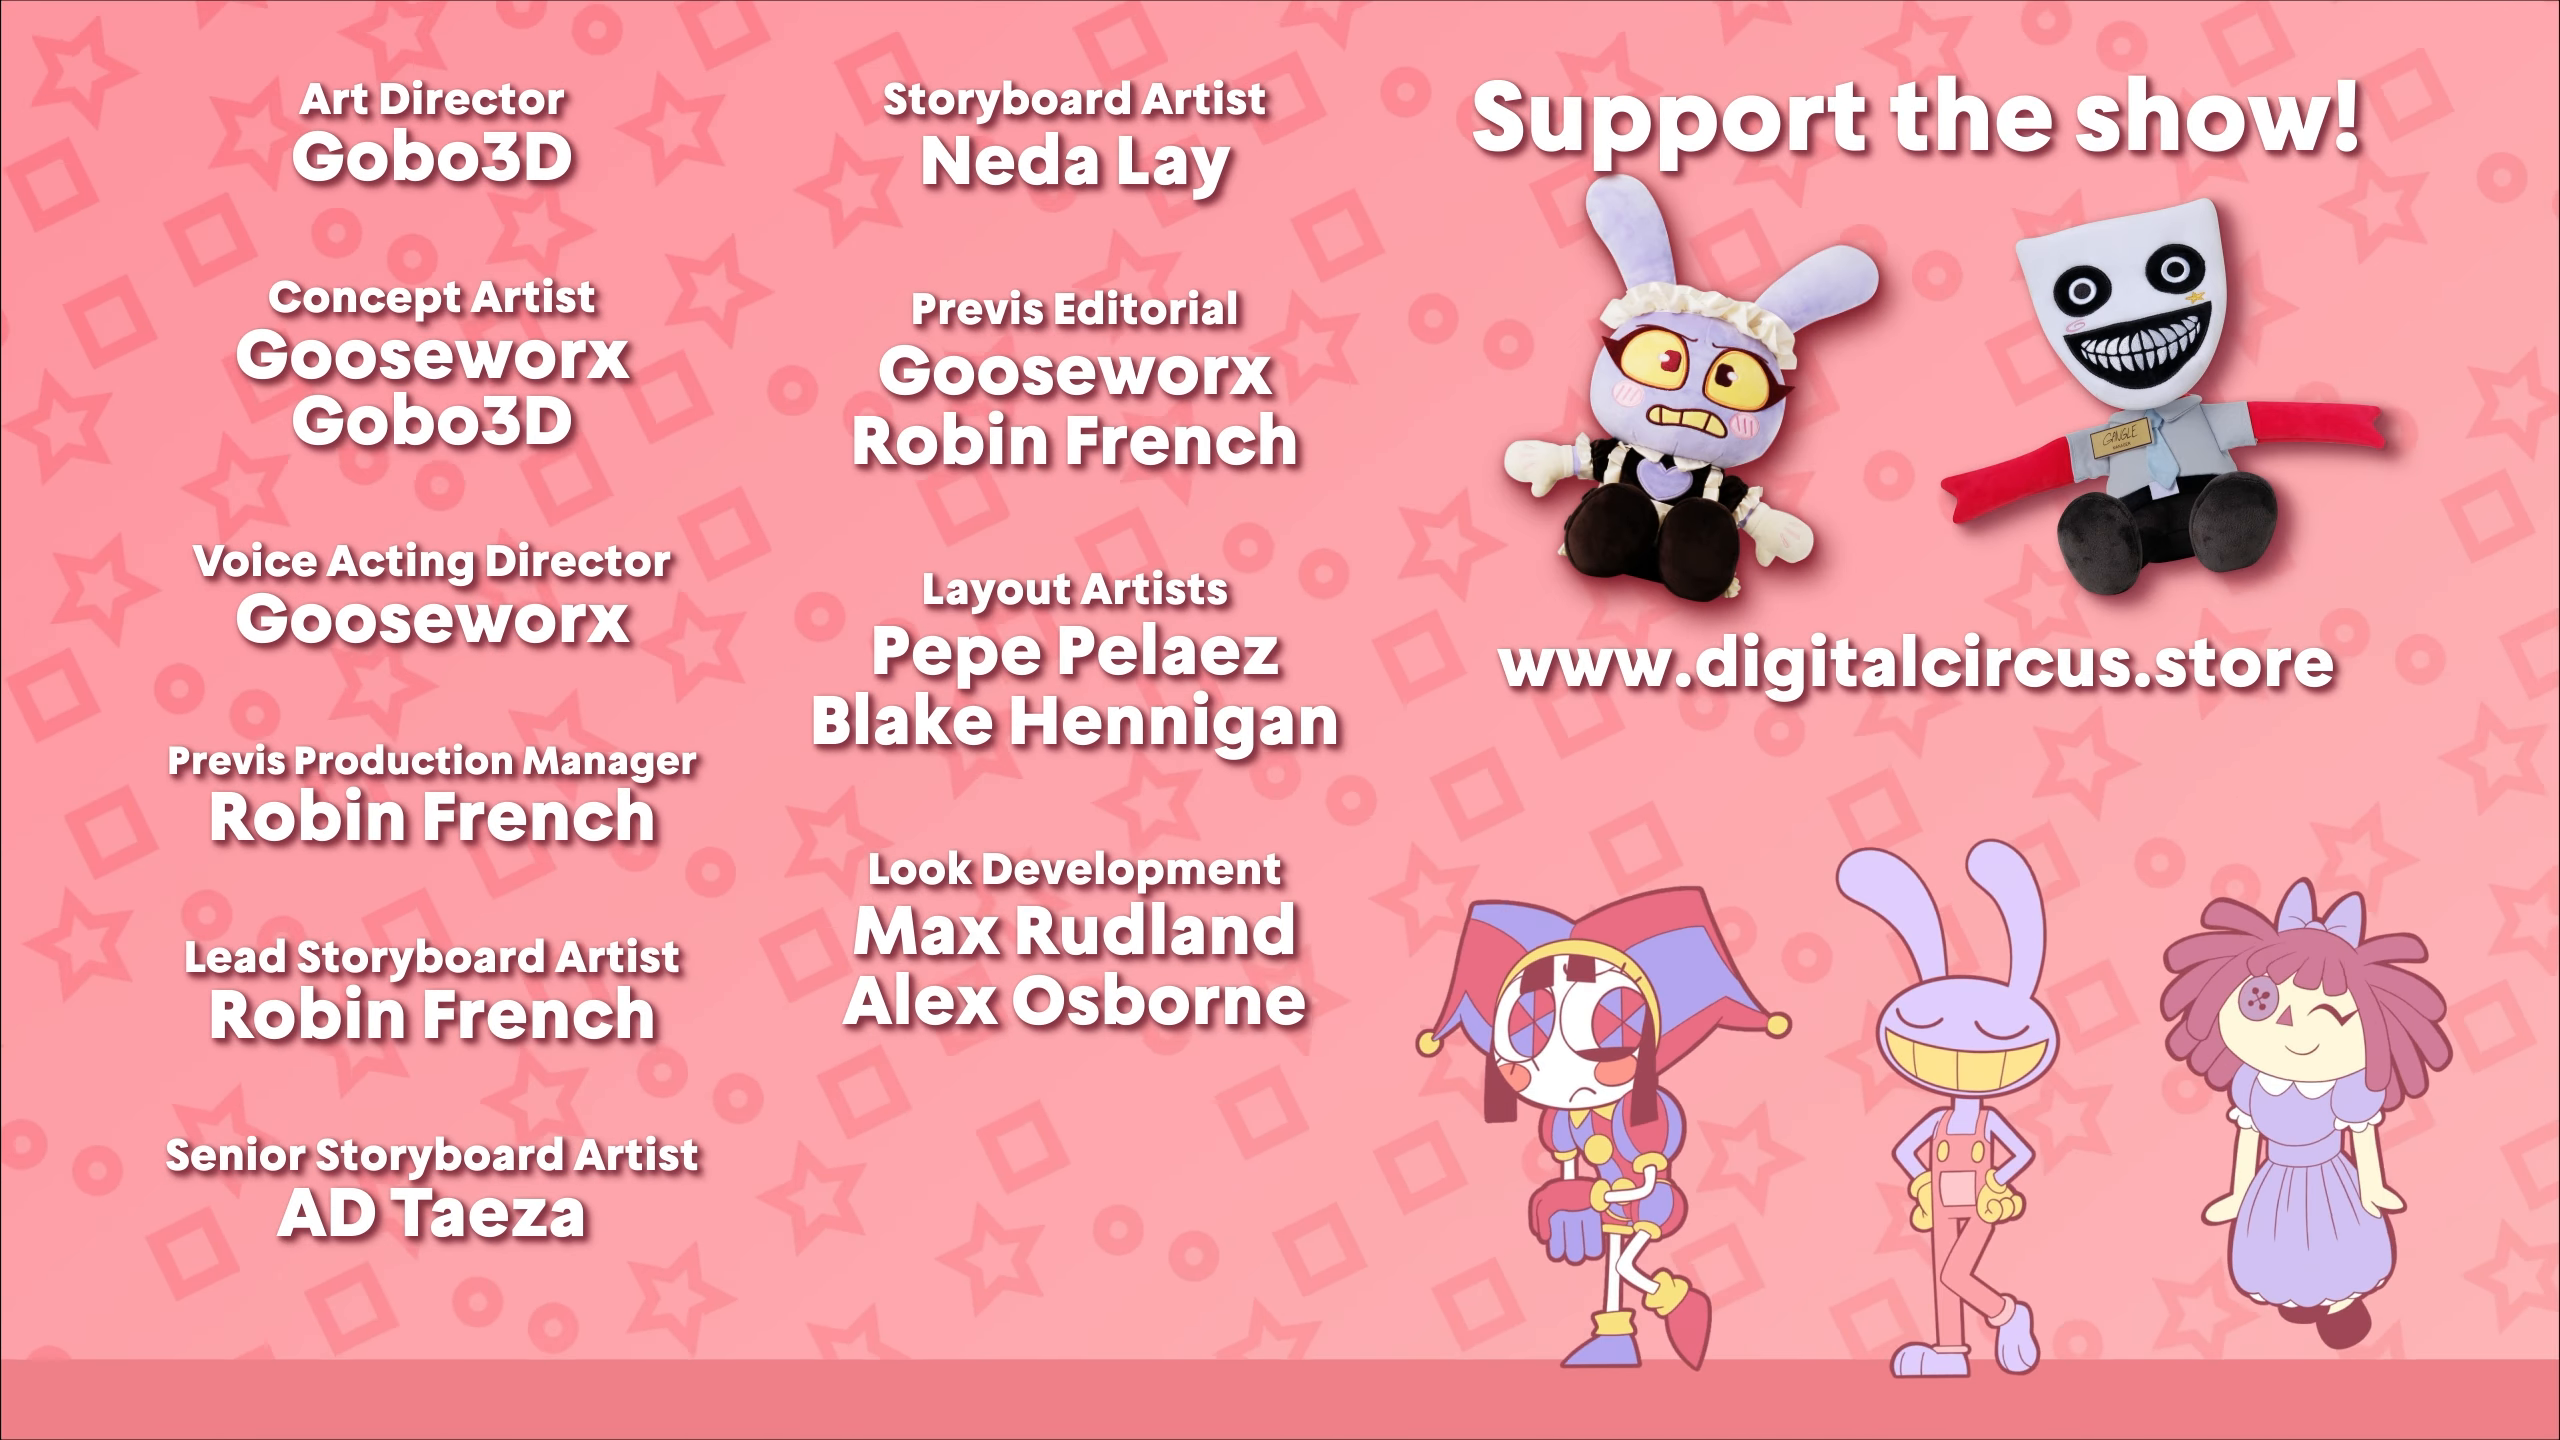 Art Director
Gobo3D
Concept Artist
Gooseworx
Gobo3D
Voice Acting Director
Gooseworx
Previs Production Manager
Robin French
Lead Storyboard Artist
Robin French
Senior Storyboard Artist
AD Taeza
Storyboard Artist
Neda Lay
Previs Editorial
Gooseworx
Robin French
Layout Artists
Pepe Pelaez
Blake Hennigan
Look Development
Max Rudland
Alex Osborne
Support the show!
GANGLE
MANAGER
www.digitalcircus.store